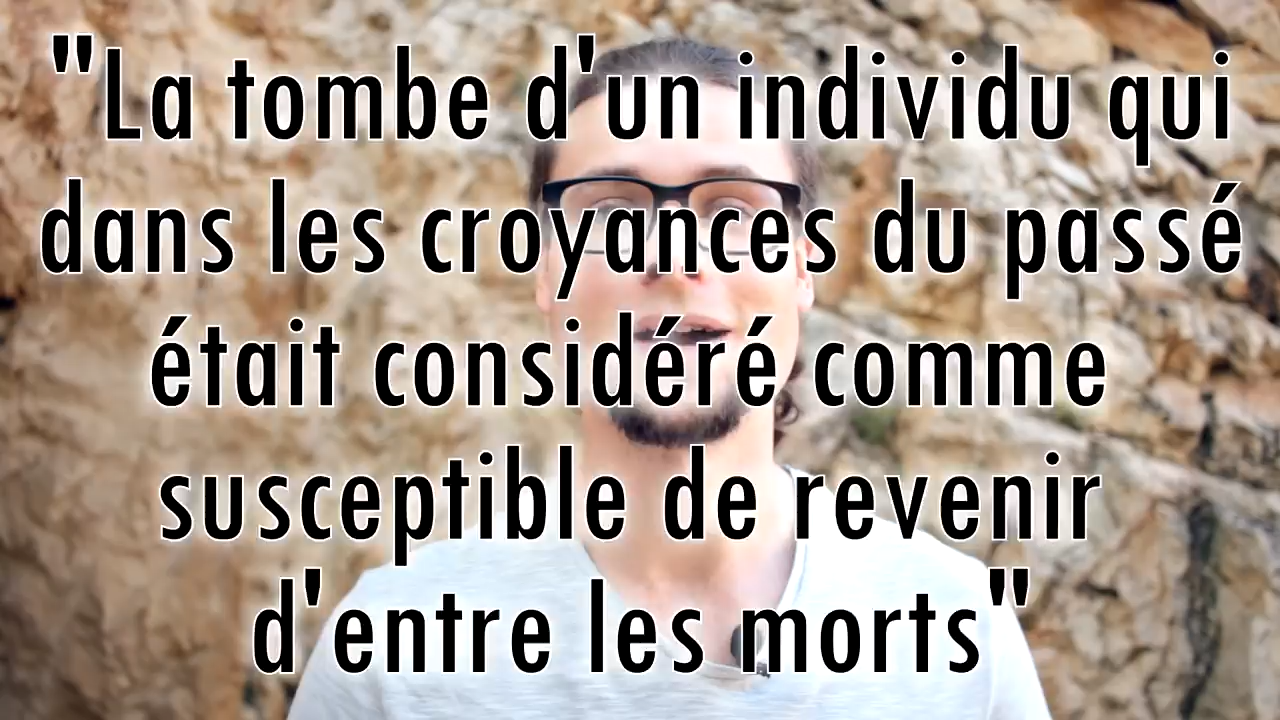 "La tombe d'un individu qui
dans les croyances du passé
était considéré comme
susceptible de revenir
d'entre les morts"